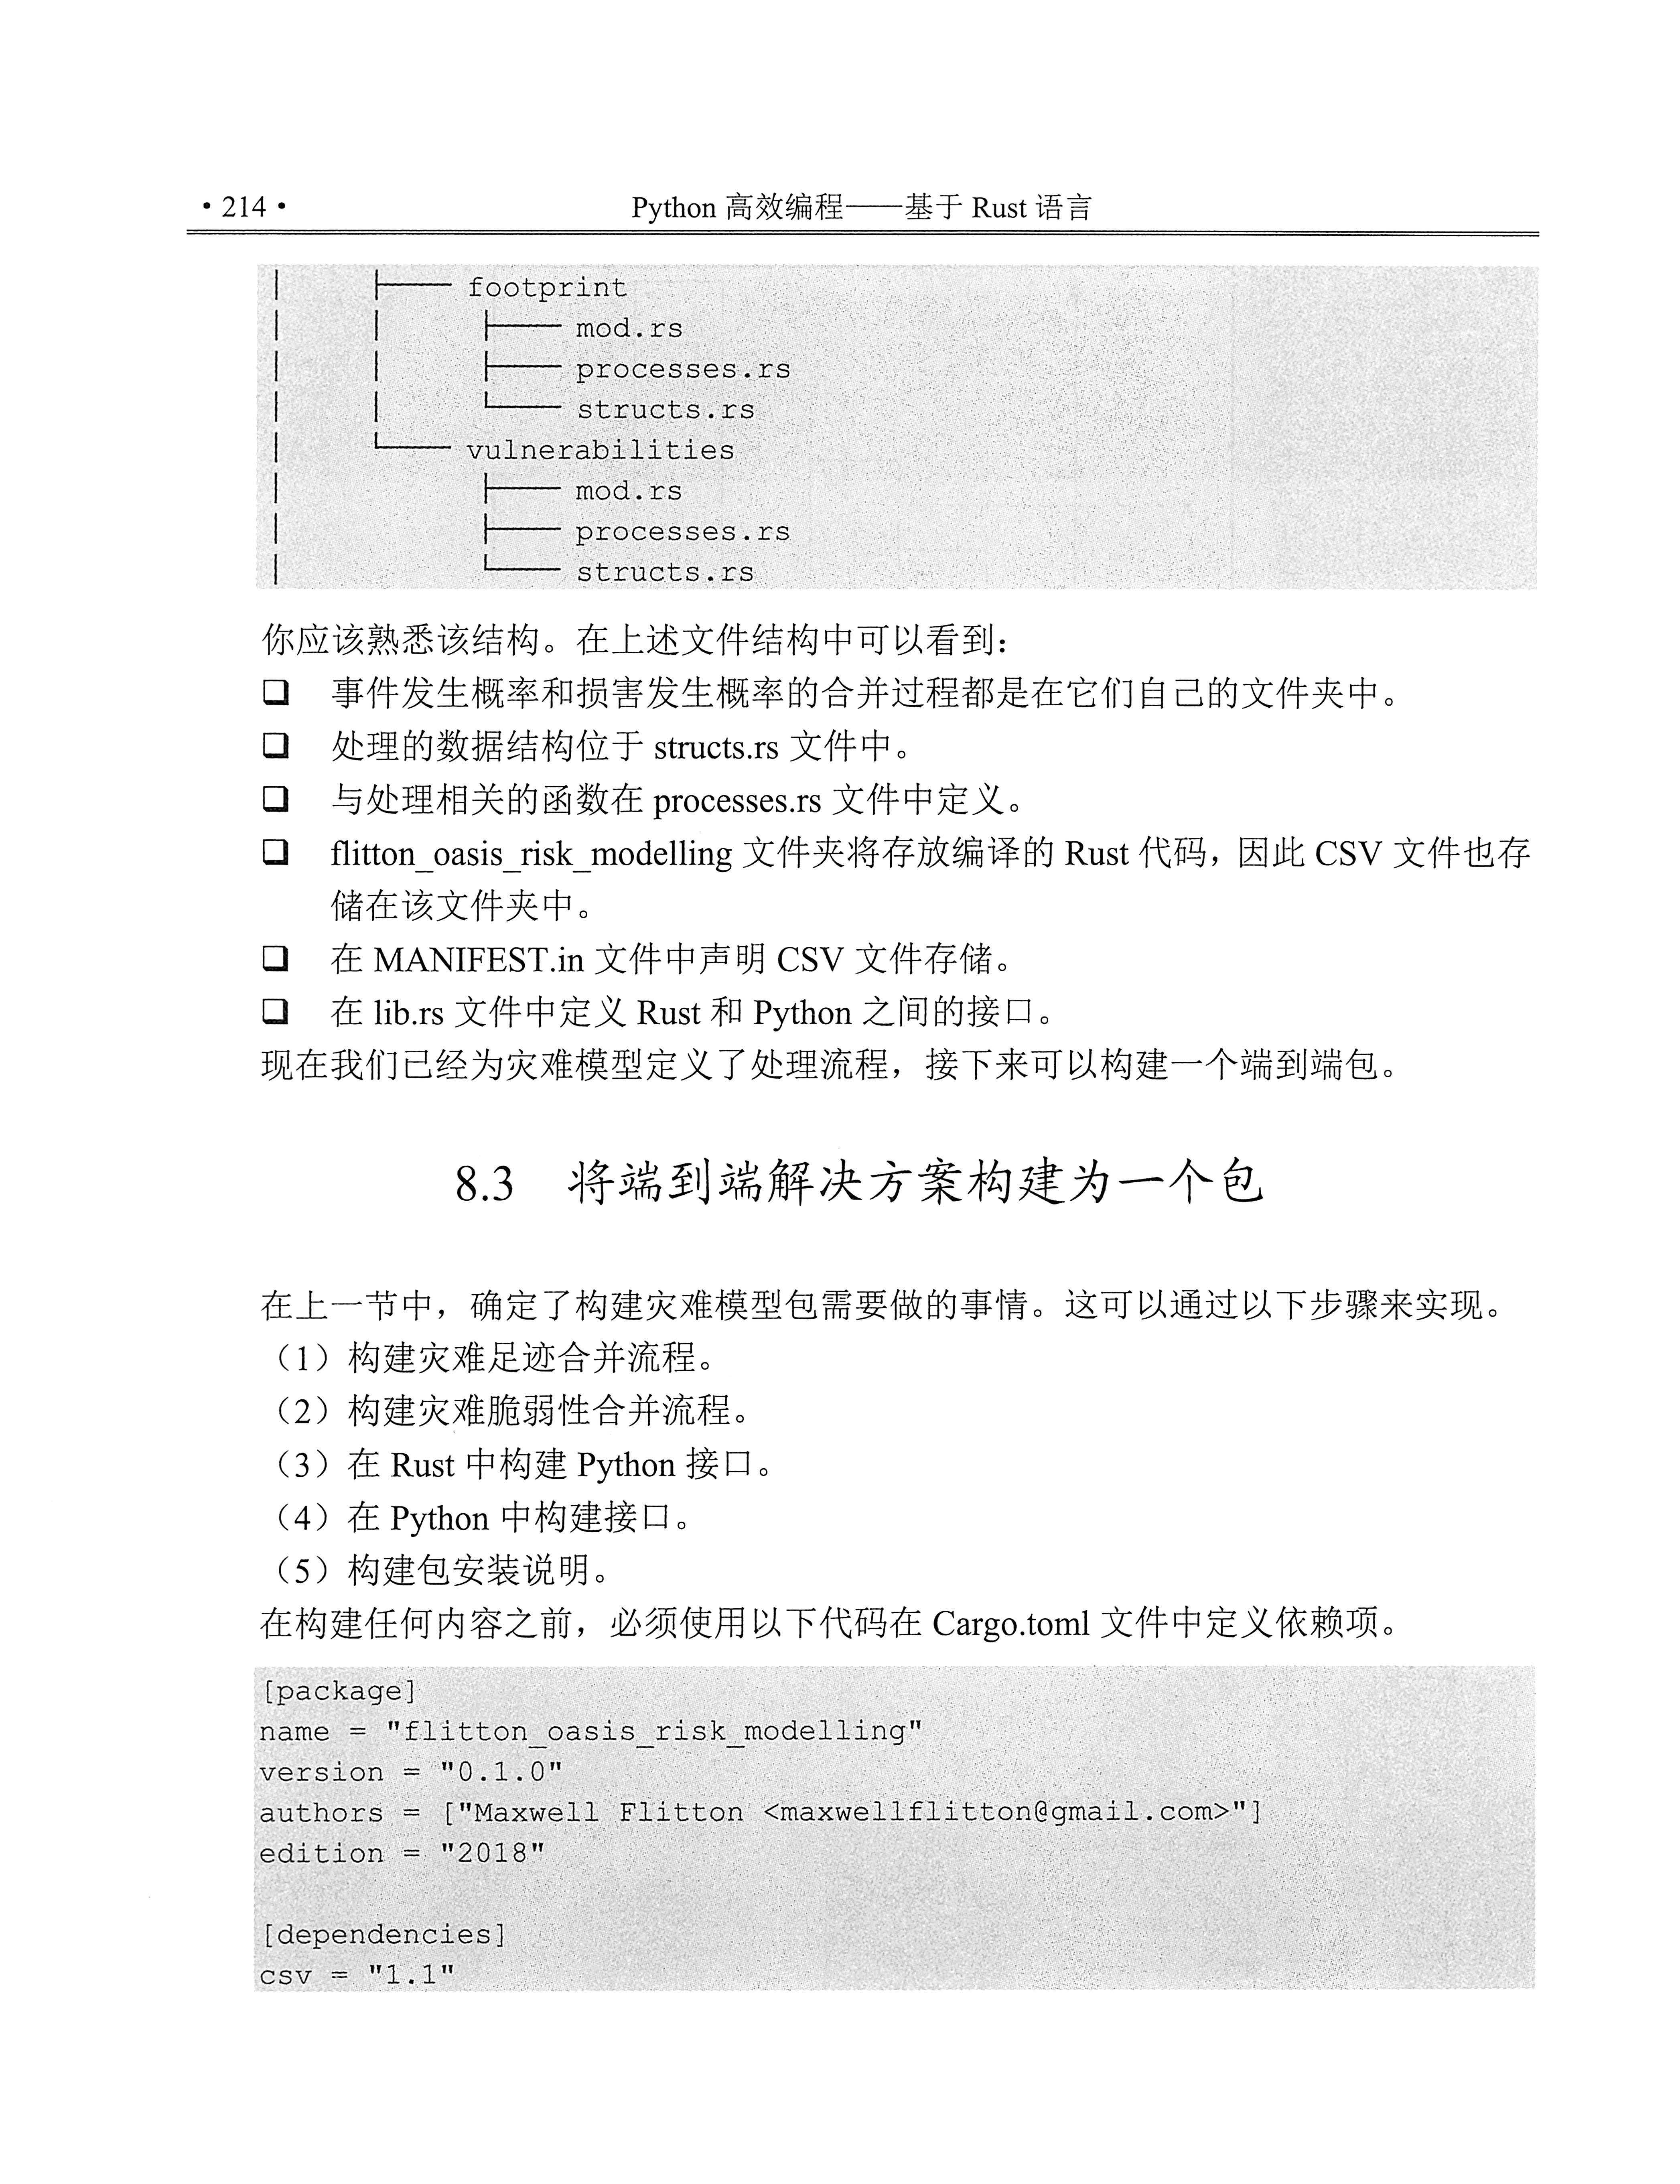 • 214 •
Python 高效编程——基于 Rust 语言
│     ├── footprint
│     │     ├── mod.rs
│     │     ├── processes.rs
│     │     └── structs.rs
│     └── vulnerabilities
│           ├── mod.rs
│           ├── processes.rs
│           └── structs.rs
你应该熟悉该结构。在上述文件结构中可以看到：
❑ 事件发生概率和损害发生概率的合并过程都是在它们自己的文件夹中。
❑ 处理的数据结构位于 structs.rs 文件中。
❑ 与处理相关的函数在 processes.rs 文件中定义。
❑ flitton_oasis_risk_modelling 文件夹将存放编译的 Rust 代码，因此 CSV 文件也存
储在该文件夹中。
❑ 在 MANIFEST.in 文件中声明 CSV 文件存储。
❑ 在 lib.rs 文件中定义 Rust 和 Python 之间的接口。
现在我们已经为灾难模型定义了处理流程，接下来可以构建一个端到端包。
8.3 将端到端解决方案构建为一个包
在上一节中，确定了构建灾难模型包需要做的事情。这可以通过以下步骤来实现。
（1）构建灾难足迹合并流程。
（2）构建灾难脆弱性合并流程。
（3）在 Rust 中构建 Python 接口。
（4）在 Python 中构建接口。
（5）构建包安装说明。
在构建任何内容之前，必须使用以下代码在 Cargo.toml 文件中定义依赖项。
[package]
name = "flitton_oasis_risk_modelling"
version = "0.1.0"
authors = ["Maxwell Flitton <maxwellflitton@gmail.com>"]
edition = "2018"
[dependencies]
csv = "1.1"